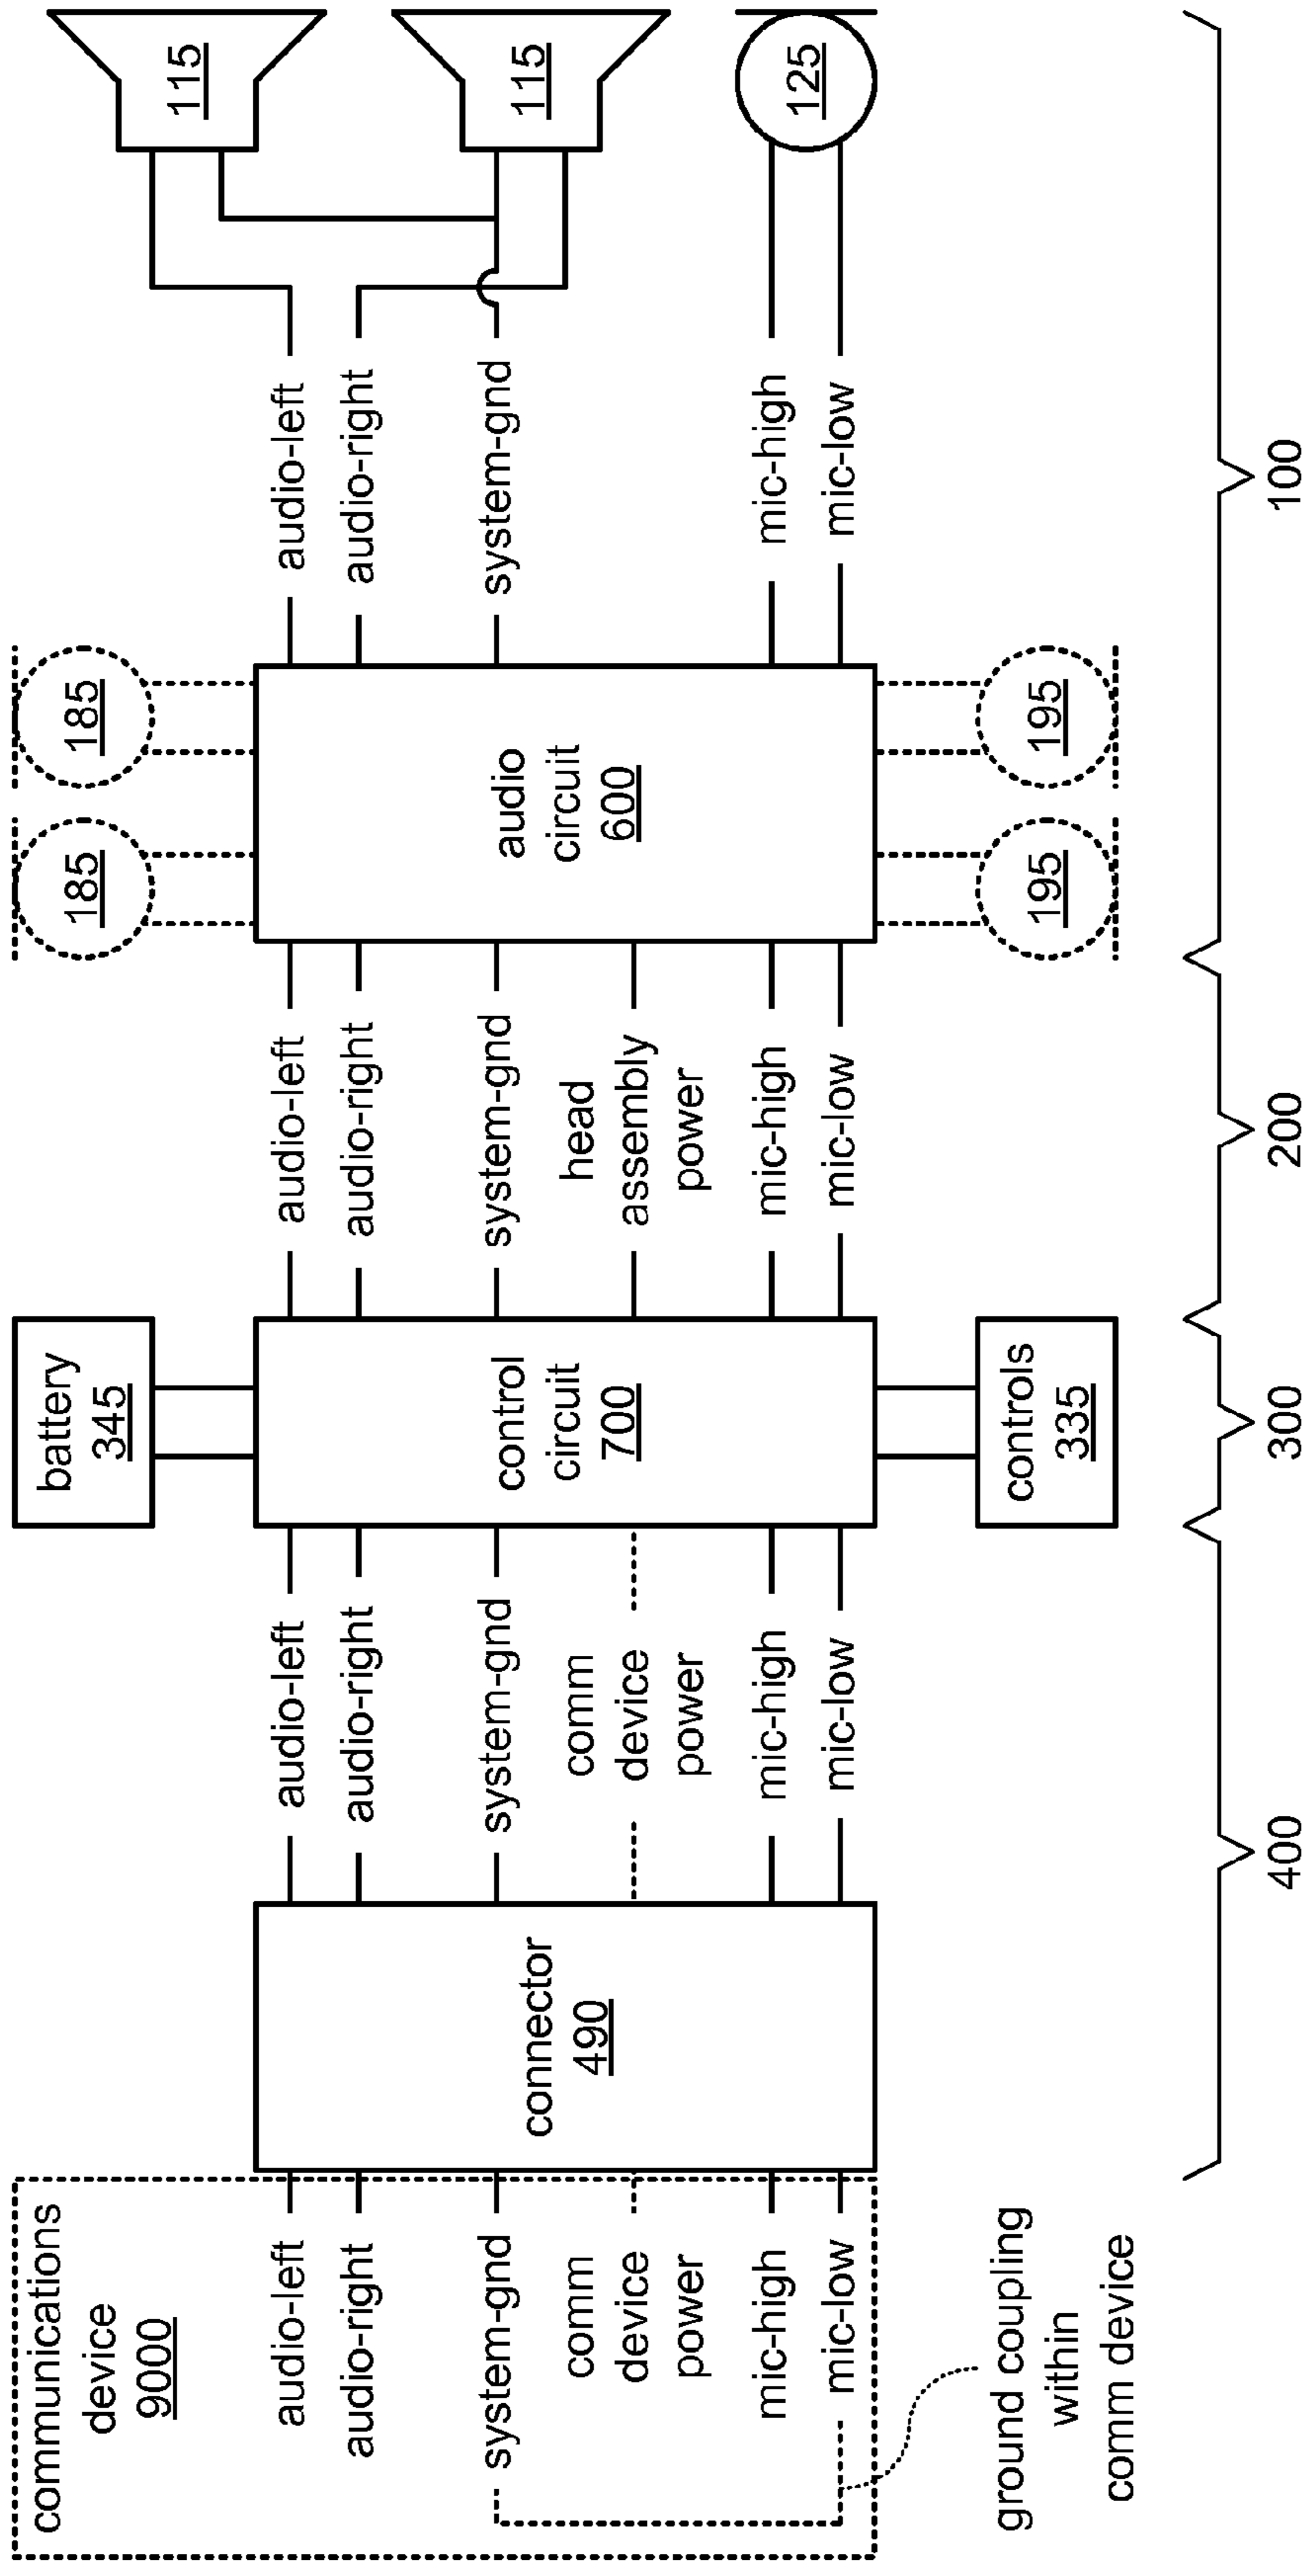 communications
device
9000
audio-left
audio-right
system-gnd
comm
device
power
mic-high
mic-low
ground coupling
within
comm device
connector
490
audio-left
audio-right
system-gnd
comm
device
power
mic-high
mic-low
battery
345
control
circuit
700
controls
335
audio-left
audio-right
system-gnd
head
assembly
power
mic-high
mic-low
185
185
audio
circuit
600
195
195
audio-left
audio-right
system-gnd
mic-high
mic-low
115
115
125
400
300
200
100